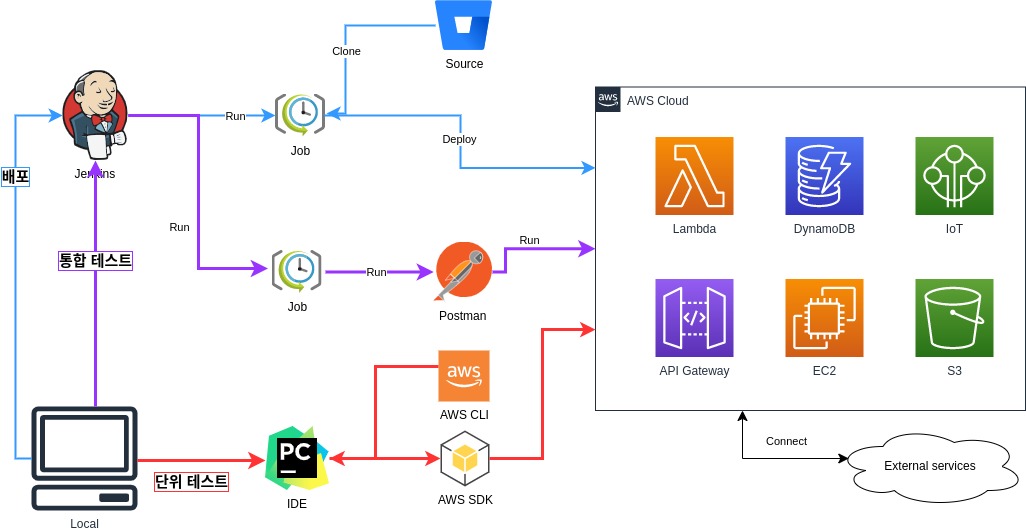 Clone
Source
aws
AWS Cloud
Run
Job
Deploy
배포
Jenkins
Lambda
DynamoDB
IoT
Run
통합 테스트
Run
Run
Job
Postman
API Gateway
EC2
S3
aws
AWS CLI
PC
단위 테스트
IDE
AWS SDK
Connect
External services
Local